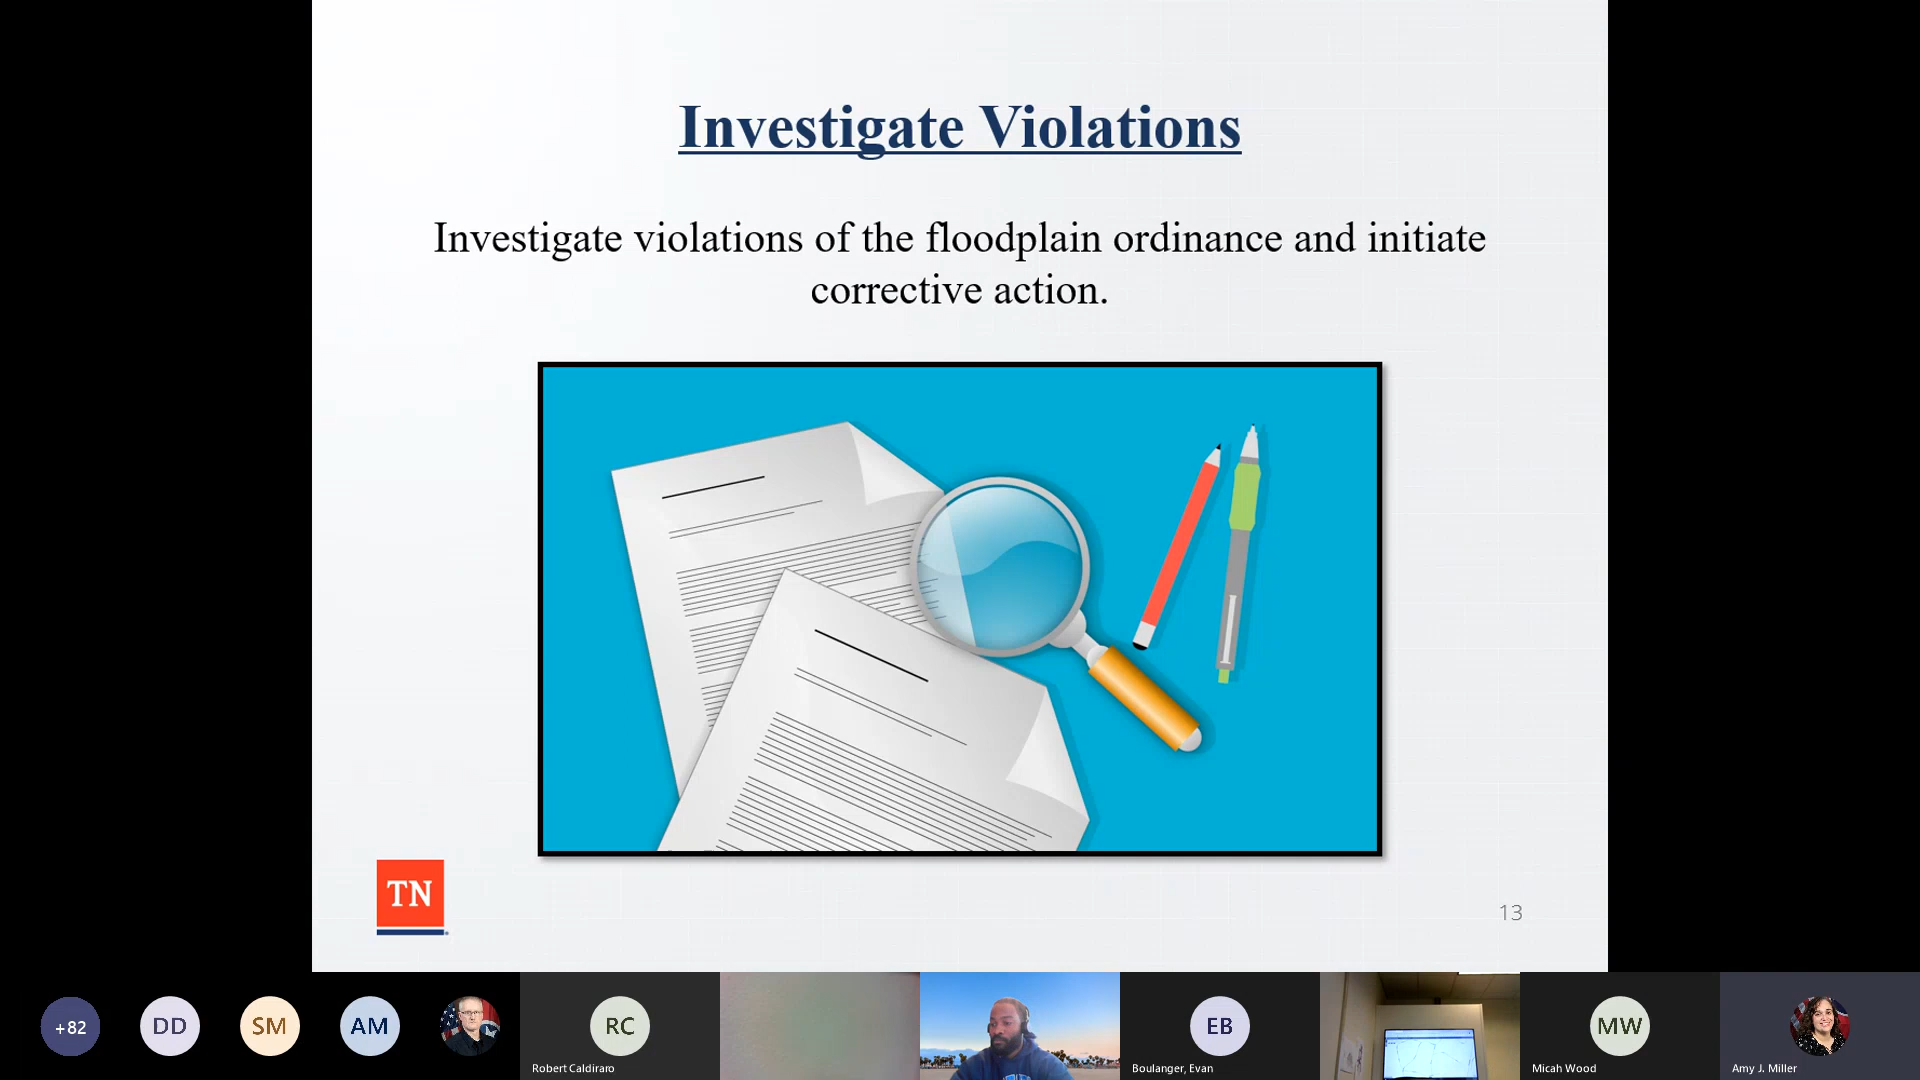 Investigate Violations
Investigate violations of the floodplain ordinance and initiate
corrective action.
TN
13
+82
DD
SM
AM
RC
EB
MW
Robert Caldiraro
Boulanger, Evan
Micah Wood
Amy J. Miller